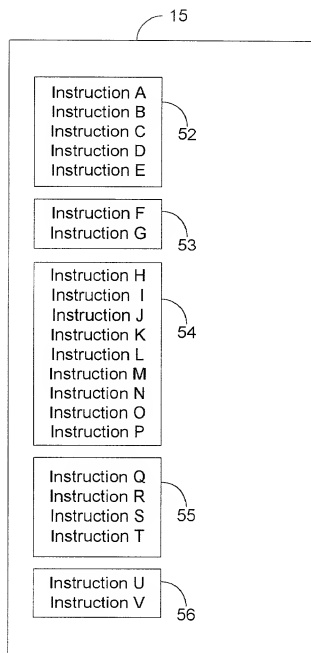 15
Instruction A
Instruction B
Instruction C
Instruction D
Instruction E
52
Instruction F
Instruction G
53
Instruction H
Instruction I
Instruction J
Instruction K
Instruction L
Instruction M
Instruction N
Instruction O
Instruction P
54
Instruction Q
Instruction R
Instruction S
Instruction T
55
Instruction U
Instruction V
56